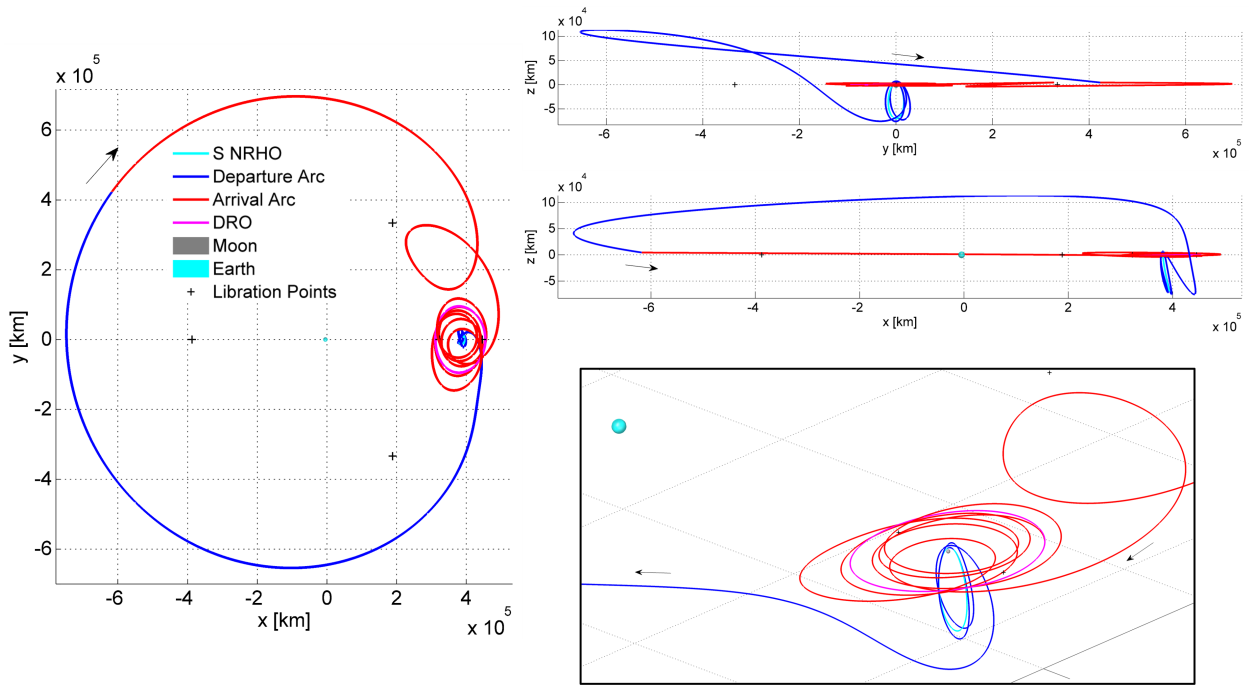 x 10^5
6
4
2
0
-2
-4
-6
y [km]
-6
-4
-2
0
2
4
x [km]
x 10^5
S NRHO
Departure Arc
Arrival Arc
DRO
Moon
Earth
Libration Points
x 10^4
10
5
0
-5
z [km]
-6
-4
-2
0
2
4
6
y [km]
x 10^5
x 10^4
10
5
0
-5
z [km]
-6
-4
-2
0
2
4
x [km]
x 10^5